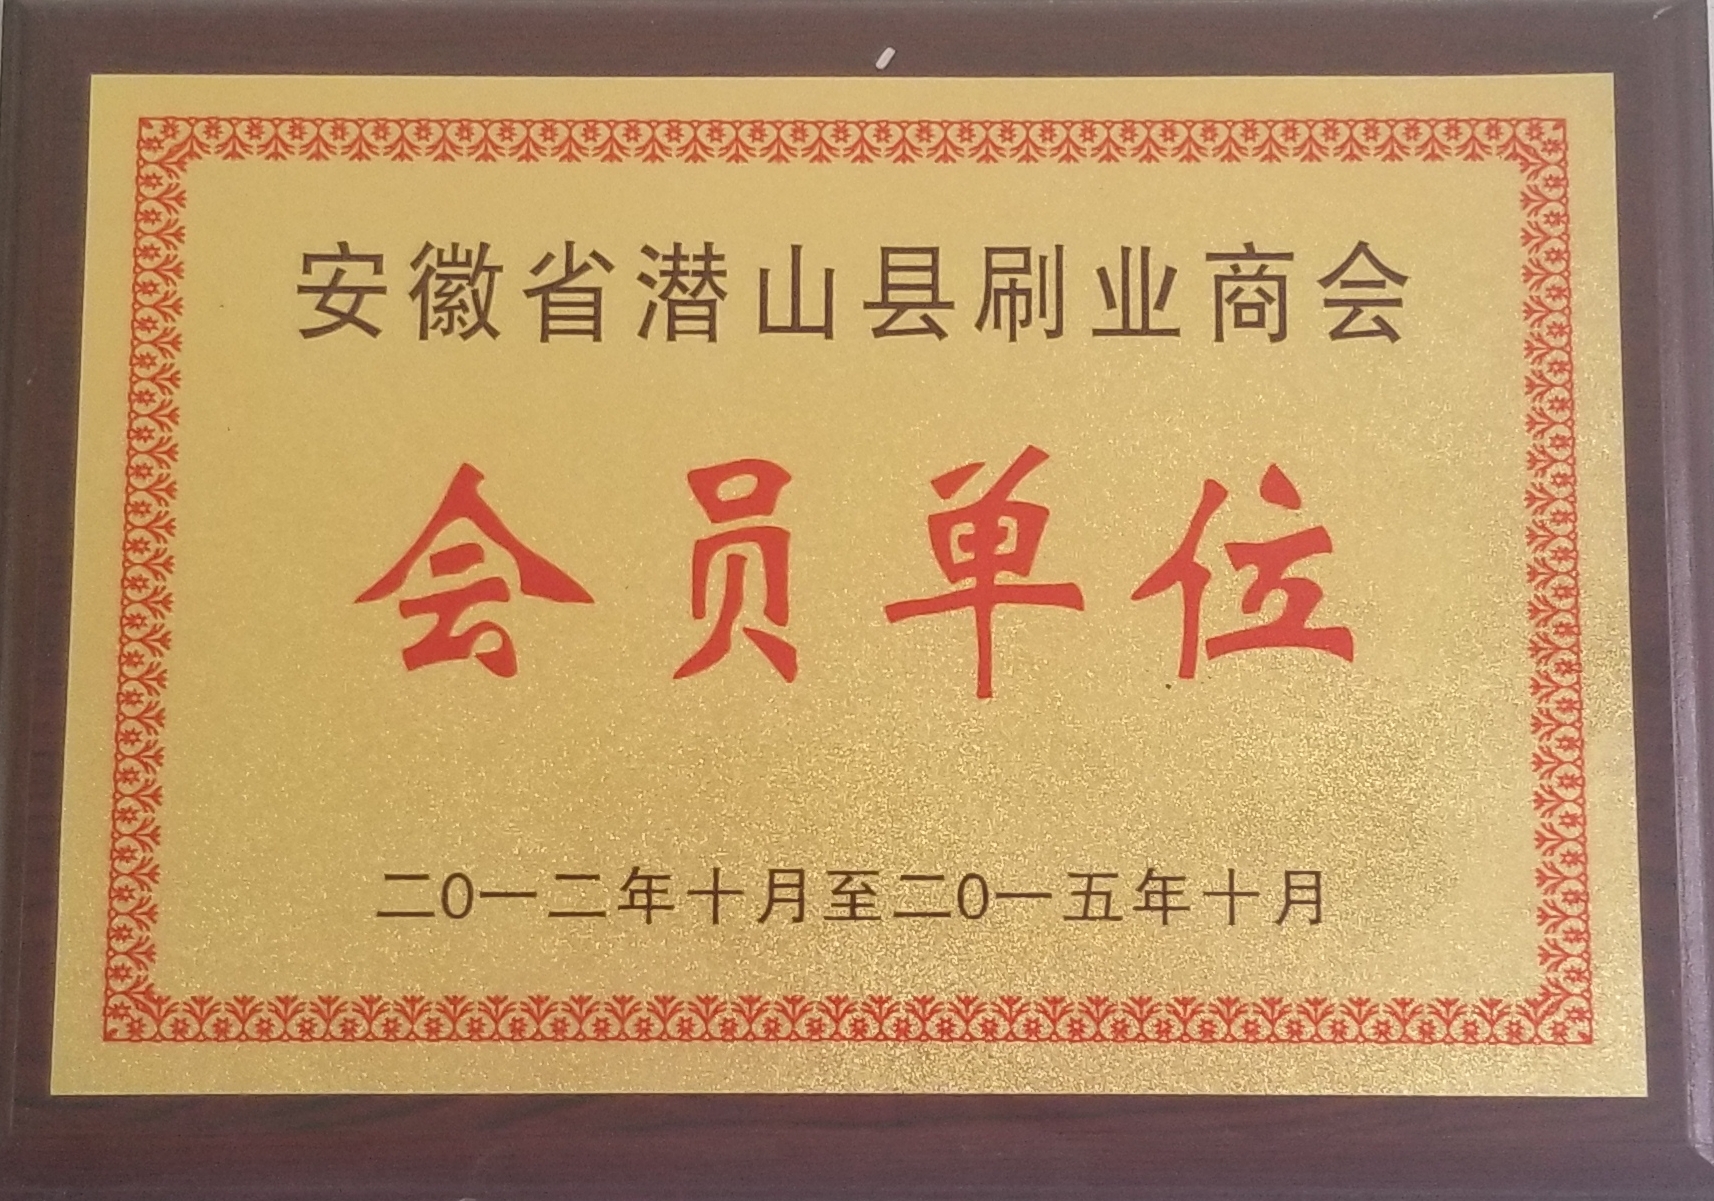 安徽省潜山县刷业商会
会员单位
二0一二年十月至二0一五年十月